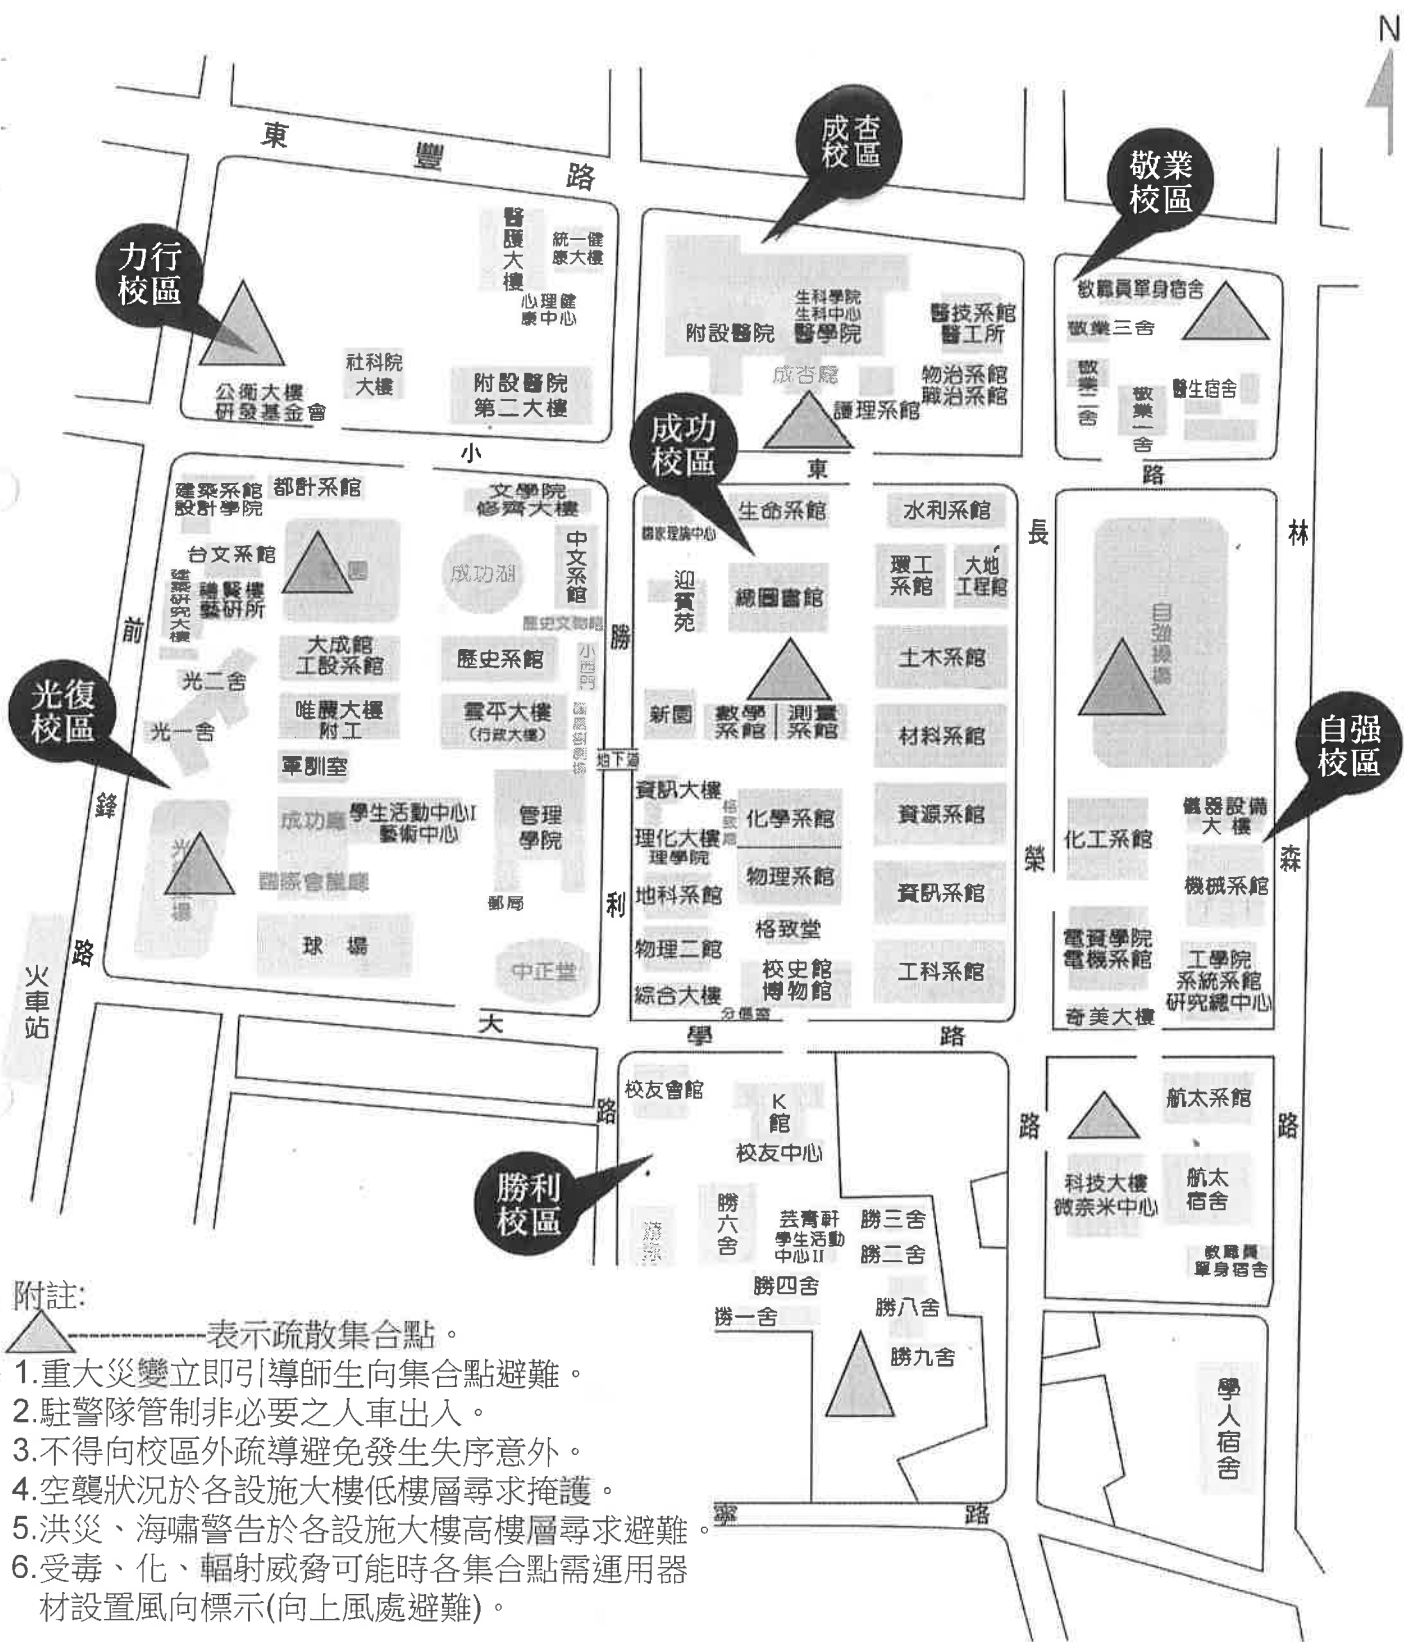 N
東豐路
成杏
校區
敬業
校區
力行
校區
醫護大樓
統一健
康大樓
心理健
康中心
社科院
大樓
公衛大樓
研發基金會
附設醫院
第二大樓
附設醫院
生科學院
生科中心
醫學院
成杏廳
醫技系館
醫工所
物治系館
職治系館
護理系館
敬業三舍
敬業二舍
敬業一舍
醫生宿舍
小東路
成功
校區
建築系館
設計學院
都計系館
文學院
修齊大樓
台文系館
建築研究大樓
藝研所
成功湖
中文系館
歷史文物館
大成館
工設系館
歷史系館
小西門
光二舍
光一舍
唯農大樓
附工
雲平大樓
(行政大樓)
軍訓室
成功廳
學生活動中心I
藝術中心
管理
學院
國際會議廳
郵局
球場
中正堂
光復
校區
前鋒路
火車站
勝利路
地下道
國家理論中心
生命系館
水利系館
迎賓苑
總圖書館
環工
系館
大地
工程館
土木系館
新園
數學
系館
測量
系館
材料系館
資訊大樓
理化大樓
理學院
化學系館
資源系館
地科系館
物理系館
資訊系館
物理二館
格致堂
綜合大樓
校史館
博物館
工科系館
長榮路
自強操場
自强
校區
化工系館
儀器設備
大樓
機械系館
電資學院
電機系館
工學院
系統系館
研究總中心
奇美大樓
林森路
大學路
校友會館
K
館
校友中心
航太系館
科技大樓
微奈米中心
航太
宿舍
教職員
單身宿舍
勝利
校區
勝六舍
芸青軒
學生活動
中心II
勝三舍
勝二舍
勝四舍
勝一舍
勝八舍
勝九舍
學人宿舍
寧路
附註:
------------表示疏散集合點。
1.重大災變立即引導師生向集合點避難。
2.駐警隊管制非必要之人車出入。
3.不得向校區外疏導避免發生失序意外。
4.空襲狀況於各設施大樓低樓層尋求掩護。
5.洪災、海嘯警告於各設施大樓高樓層尋求避難。
6.受毒、化、輻射威脅可能時各集合點需運用器
材設置風向標示(向上風處避難)。